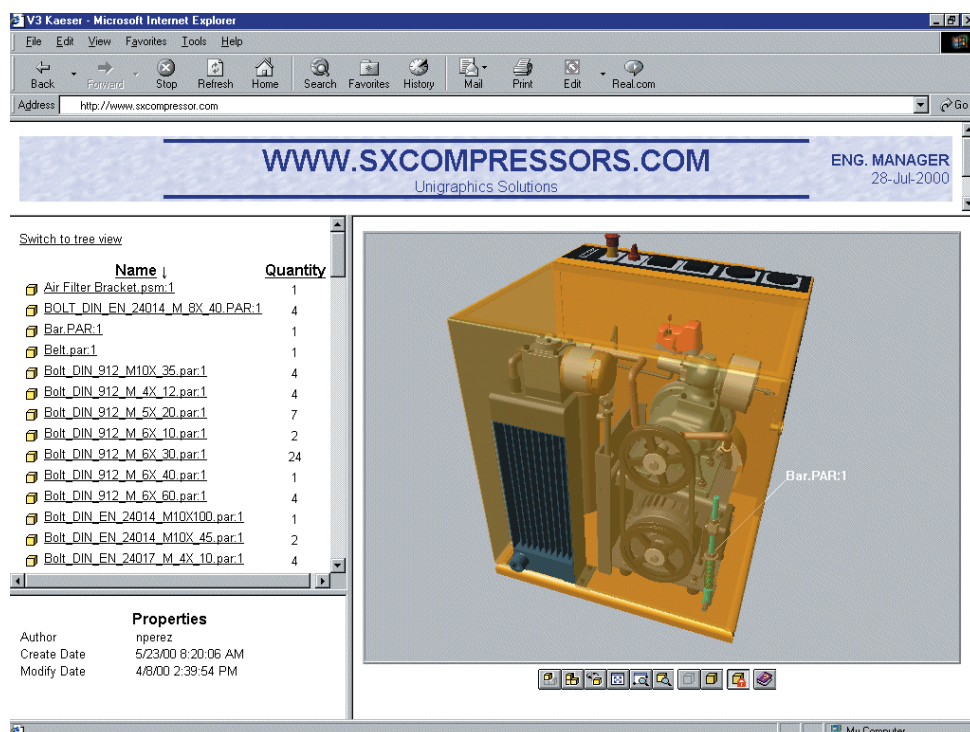 V3 Kaeser - Microsoft Internet Explorer
File Edit View Favorites Tools Help
Back Forward Stop Refresh Home Search Favorites History Mail Print Edit Real.com
Address http://www.sxcompressor.com Go
WWW.SXCOMPRESSORS.COM
Unigraphics Solutions
ENG. MANAGER
28-Jul-2000
Switch to tree view
Name ↓ Quantity
Air Filter Bracket.psm:1 1
BOLT_DIN_EN_24014_M_8X_40.PAR:1 4
Bar.PAR:1 1
Belt.par:1 1
Bolt_DIN_912_M10X_35.par:1 4
Bolt_DIN_912_M_4X_12.par:1 4
Bolt_DIN_912_M_5X_20.par:1 7
Bolt_DIN_912_M_6X_10.par:1 2
Bolt_DIN_912_M_6X_30.par:1 24
Bolt_DIN_912_M_6X_40.par:1 1
Bolt_DIN_912_M_6X_60.par:1 4
Bolt_DIN_EN_24014_M10X100.par:1 1
Bolt_DIN_EN_24014_M10X_45.par:1 2
Bolt_DIN_EN_24017_M_4X_10.par:1 4
Bar.PAR:1
Properties
Author nperez
Create Date 5/23/00 8:20:06 AM
Modify Date 4/8/00 2:39:54 PM
My Computer